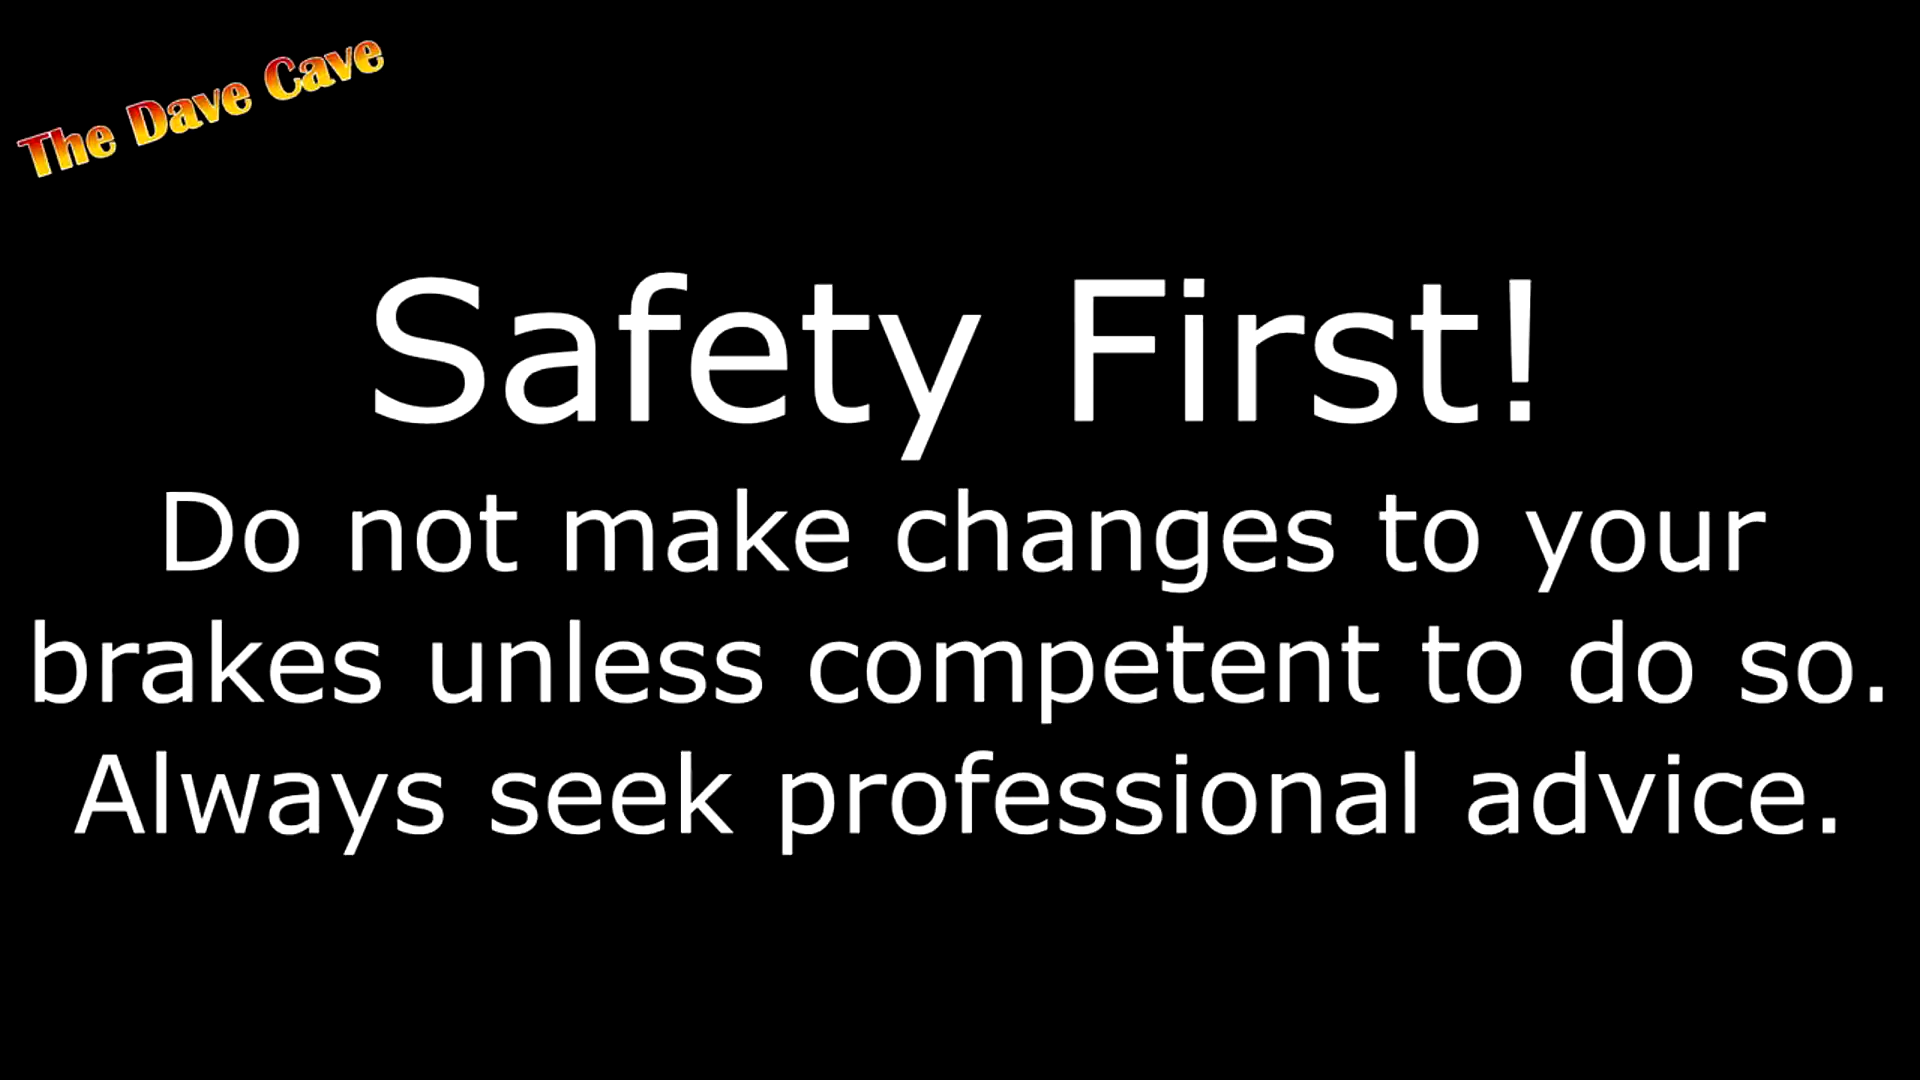 The Dave Cave
Safety First!
Do not make changes to your
brakes unless competent to do so.
Always seek professional advice.